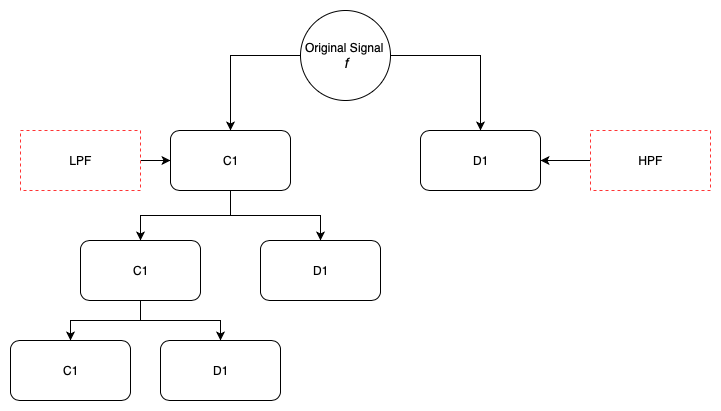 Original Signal
f
LPF
C1
D1
HPF
C1
D1
C1
D1